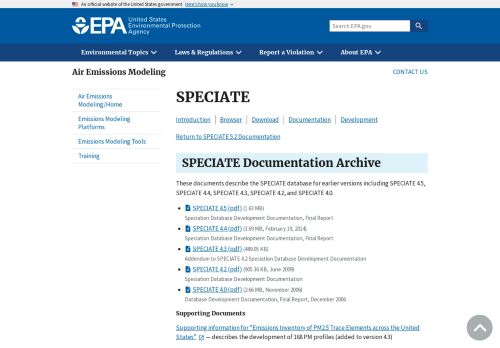 An official website of the United States government Here's how you know
EPA United States Environmental Protection Agency
Search EPA.gov
Environmental Topics Laws & Regulations Report a Violation About EPA
Air Emissions Modeling
CONTACT US
Air Emissions Modeling/Home
Emissions Modeling Platforms
Emissions Modeling Tools
Training
SPECIATE
Introduction Browser Download Documentation Development
Return to SPECIATE 5.2 Documentation
SPECIATE Documentation Archive
These documents describe the SPECIATE database for earlier versions including SPECIATE 4.5,
SPECIATE 4.4, SPECIATE 4.3, SPECIATE 4.2, and SPECIATE 4.0.
SPECIATE 4.5 (pdf) (1.63 MB)
Speciation Database Development Documentation, Final Report
SPECIATE 4.4 (pdf) (3.69 MB, February 19, 2014)
Speciation Database Development Documentation, Final Report
SPECIATE 4.3 (pdf) (489.05 KB)
Addendum to SPECIATE 4.2 Speciation Database Development Documentation
SPECIATE 4.2 (pdf) (905.36 KB, June 2009)
Speciation Database Development Documentation
SPECIATE 4.0 (pdf) (2.66 MB, November 2006)
Database Development Documentation, Final Report, December 2006
Supporting Documents
Supporting information for "Emissions Inventory of PM2.5 Trace Elements across the United
States" — describes the development of 168 PM profiles (added to version 4.3)